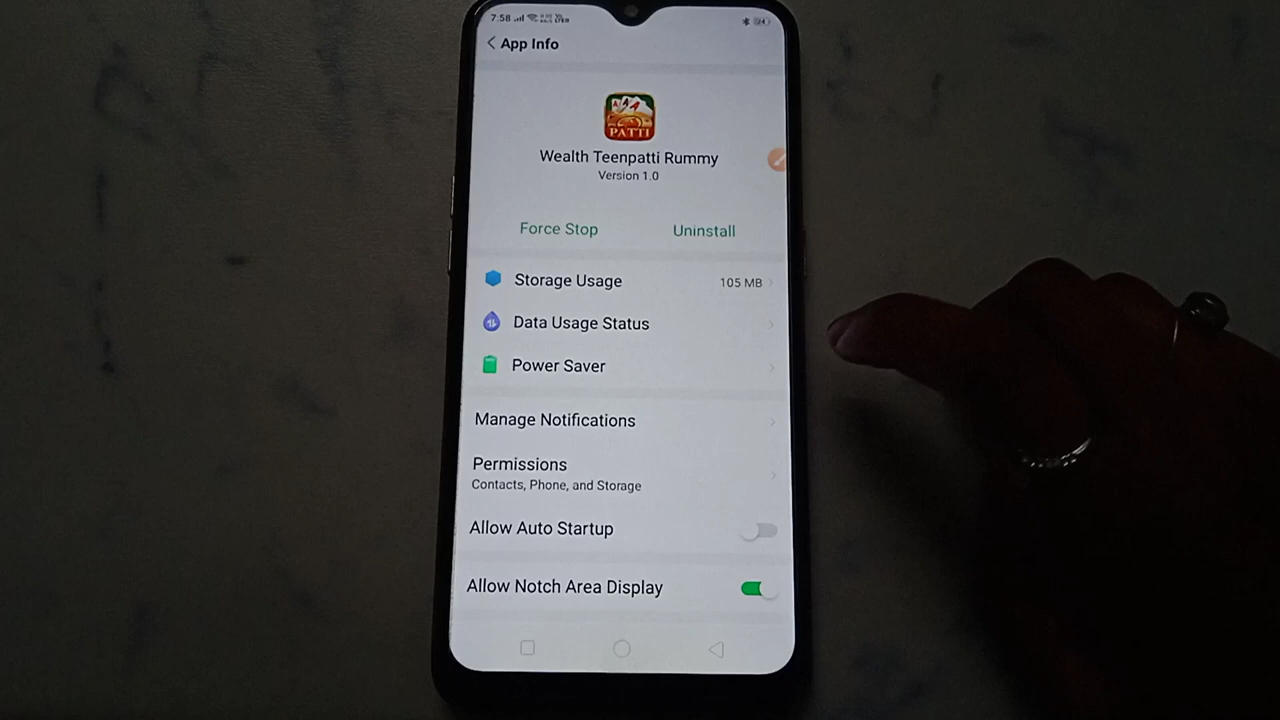 7:58
App Info
PATTI
Wealth Teenpatti Rummy
Version 1.0
Force Stop
Uninstall
Storage Usage
105 MB
Data Usage Status
Power Saver
Manage Notifications
Permissions
Contacts, Phone, and Storage
Allow Auto Startup
Allow Notch Area Display